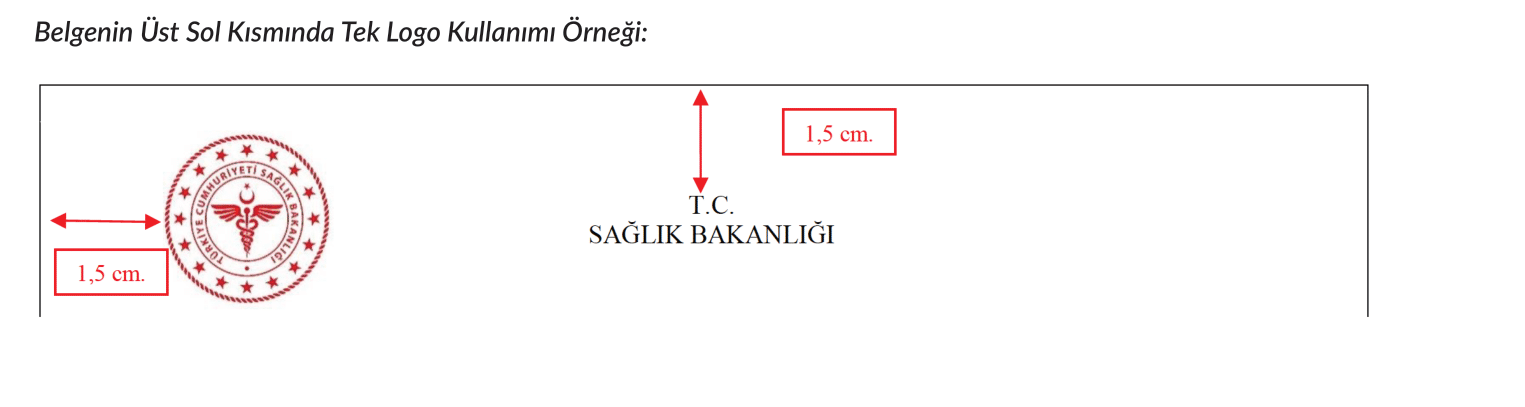 Belgenin Üst Sol Kısmında Tek Logo Kullanımı Örneği:
1,5 cm.
TÜRKİYE CUMHURİYETİ SAĞLIK BAKANLIĞI
T.C.
SAĞLIK BAKANLIĞI
1,5 cm.